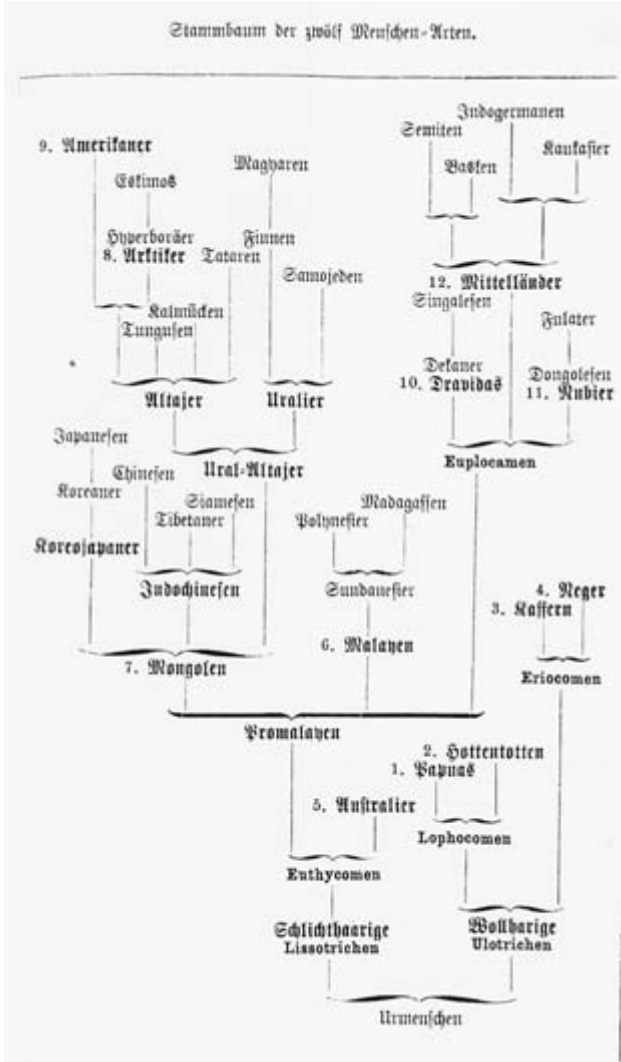 Stammbaum der zwölf Menschen-Arten.
Indogermanen
Semiten
Kaukasier
9. Amerikaner
Basken
Magyaren
Eskimos
Hyperboräer
Finnen
8. Arktiker
Tataren
12. Mittelländer
Samojeden
Singalesen
Kalmücken
Fulater
Tungusen
Dekaner
Dongolesen
10. Dravidas
11. Nubier
Altajer
Uralier
Japanesen
Euplocamen
Chinesen
Ural-Altajer
Koreaner
Siamesen
Madagassen
Tibetaner
Polynesier
Koreojapaner
Indochinesen
Sundanesier
4. Neger
3. Kaffern
6. Malayen
7. Mongolen
Eriocomen
Promalayen
2. Hottentotten
1. Papuas
5. Australier
Lophocomen
Euthycomen
Schlichthaarige
Lissotrichen
Wollharige
Ulotrichen
Urmenschen